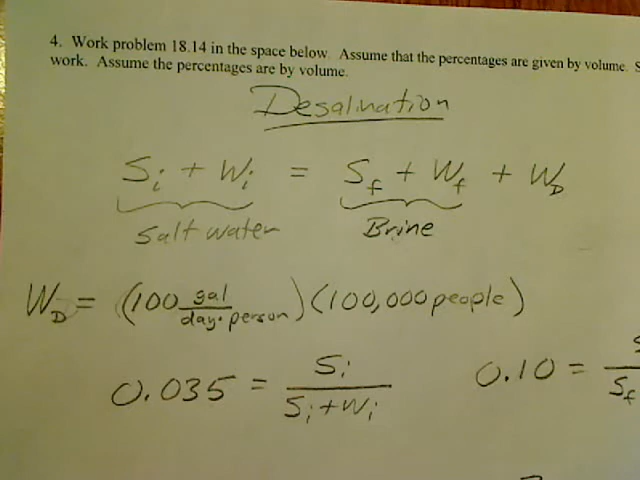 4. Work problem 18.14 in the space below. Assume that the percentages are given by volume.
work. Assume the percentages are by volume.
Desalination
Si + Wi = Sf + Wf + WD
Salt water Brine
WD = (100 gal/day·person)(100,000 people)
0.035 = Si/(Si+Wi) 0.10 = /Sf